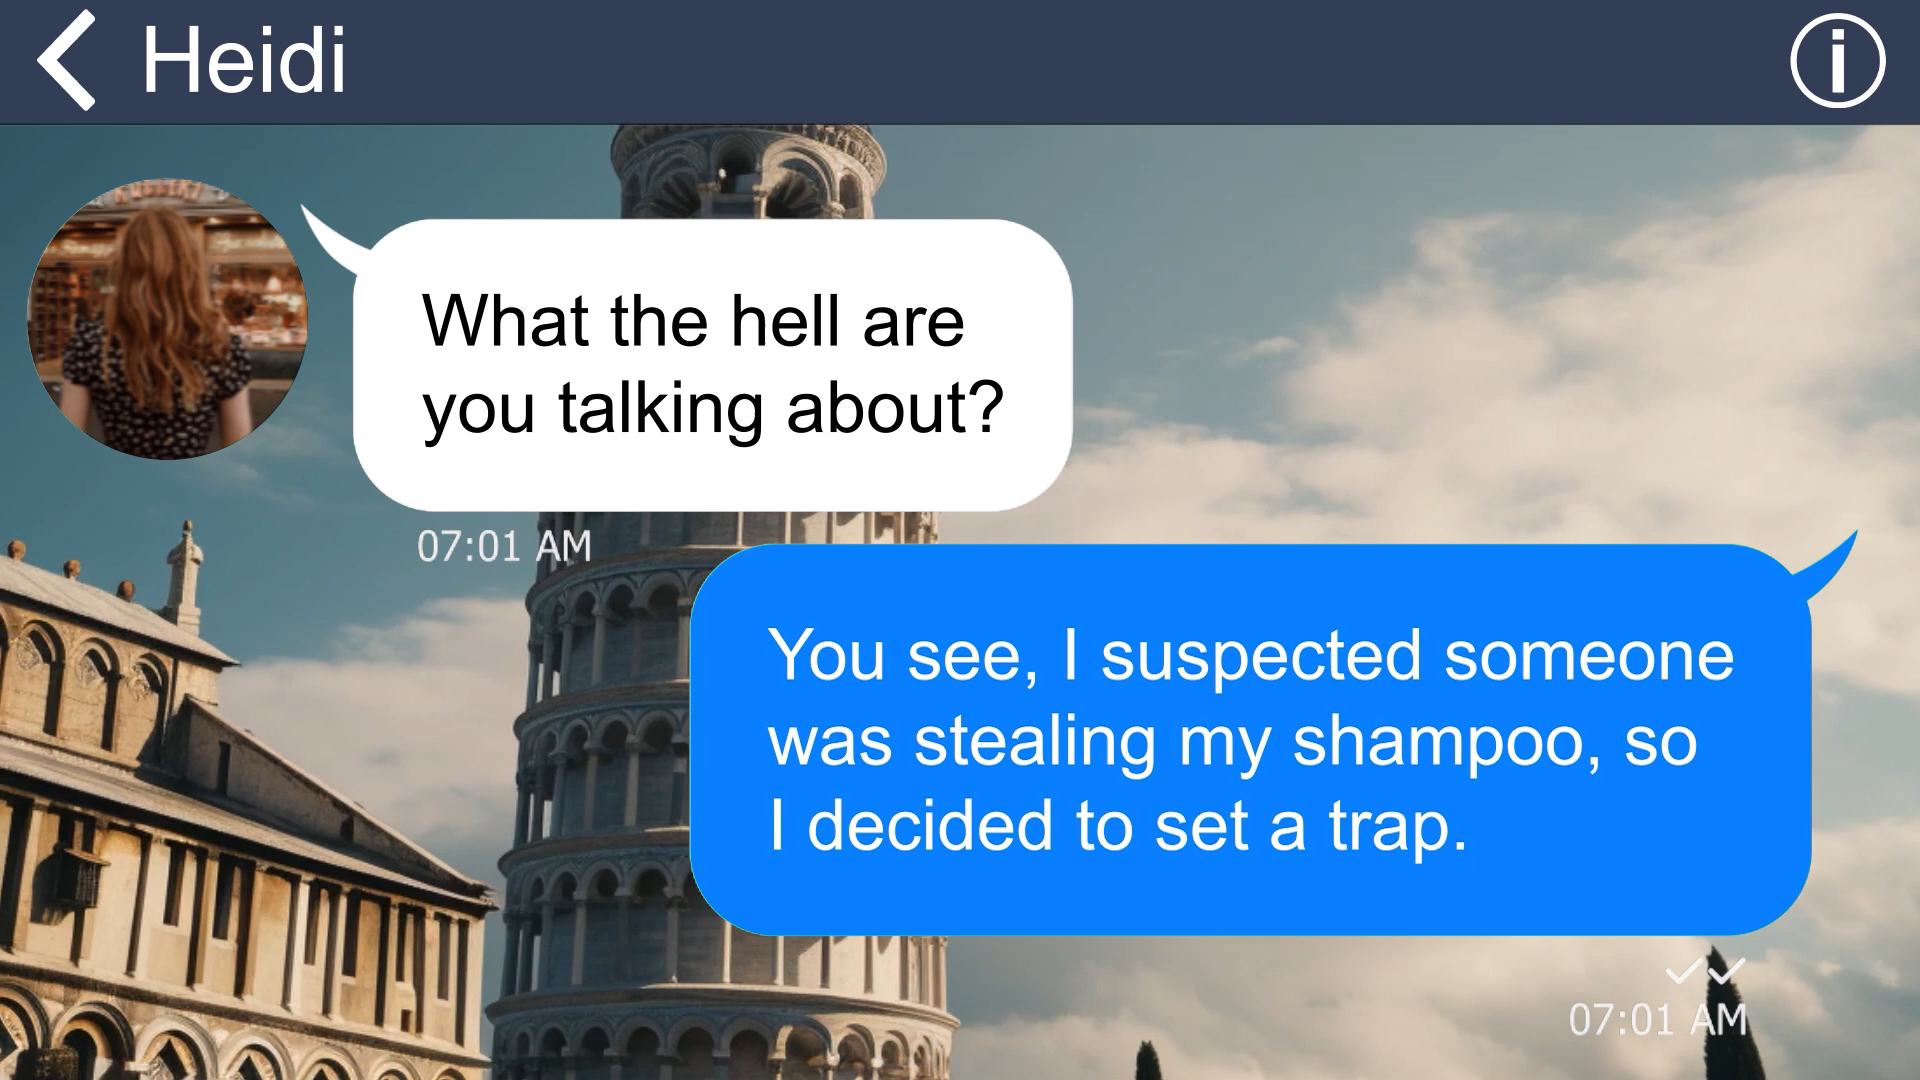 Heidi
What the hell are
you talking about?
07:01 AM
You see, I suspected someone
was stealing my shampoo, so
I decided to set a trap.
07:01 AM